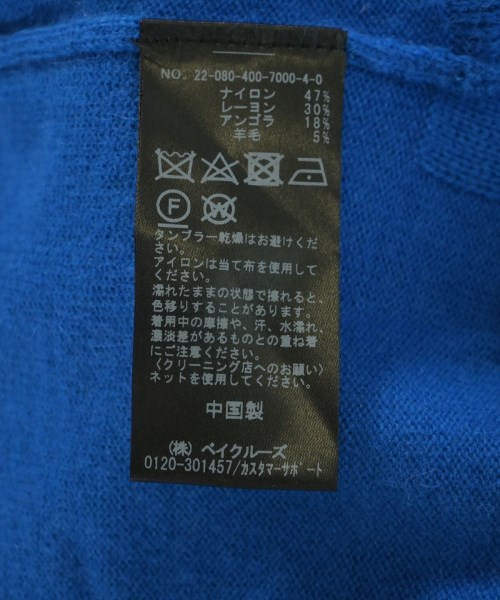 NO. 22-080-400-7000-4-0
ナイロン 47%
レーヨン 30%
アンゴラ 18%
羊毛 5%
F W
タンブラー乾燥はお避けくだ
さい。
アイロンは当て布を使用して
ください。
濡れたままの状態で擦れると、
色移りすることがあります。
着用中の摩擦や、汗、水濡れ、
濃淡差があるものとの重ね着
にご注意ください。
〈クリーニング店へのお願い〉
ネットを使用してください。
中国製
(株) ベイクルーズ
0120-301457/カスタマーサポート